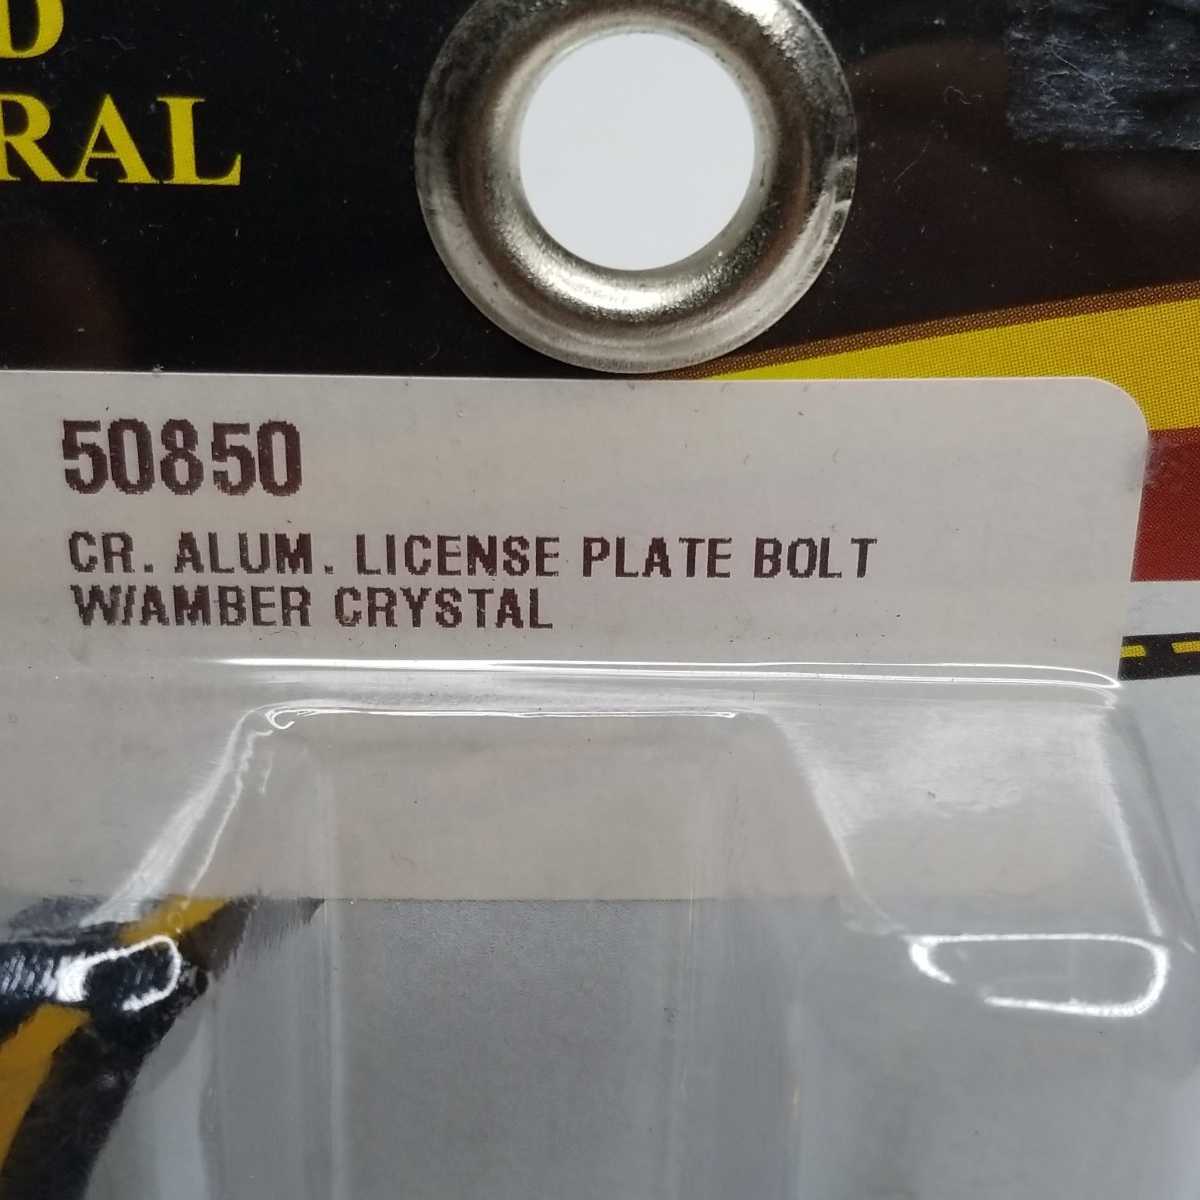 50850
CR. ALUM. LICENSE PLATE BOLT
W/AMBER CRYSTAL